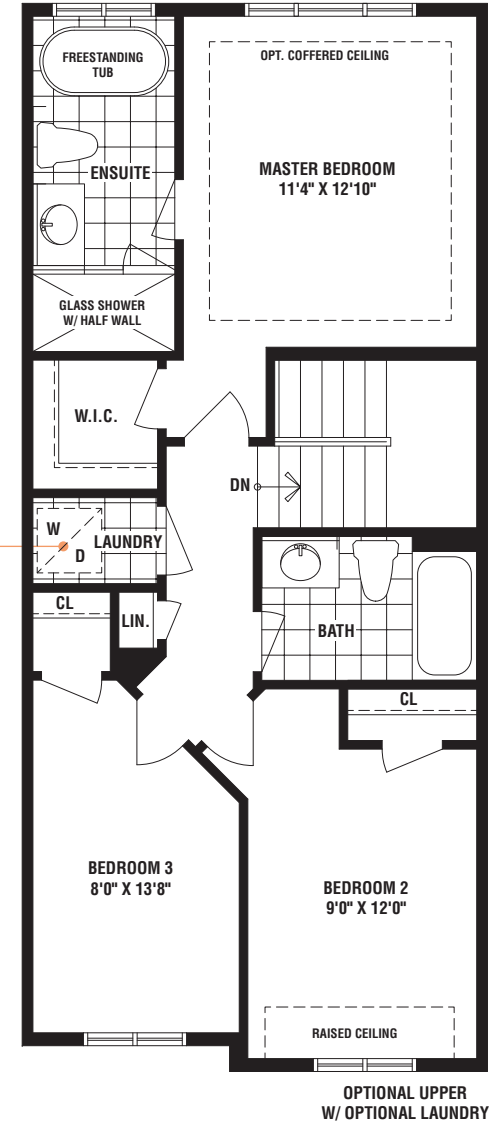 FREESTANDING
TUB
OPT. COFFERED CEILING
ENSUITE
MASTER BEDROOM
11'4" X 12'10"
GLASS SHOWER
W/ HALF WALL
W.I.C.
DN
W
D
LAUNDRY
CL
LIN.
BATH
CL
BEDROOM 3
8'0" X 13'8"
BEDROOM 2
9'0" X 12'0"
RAISED CEILING
OPTIONAL UPPER
W/ OPTIONAL LAUNDRY